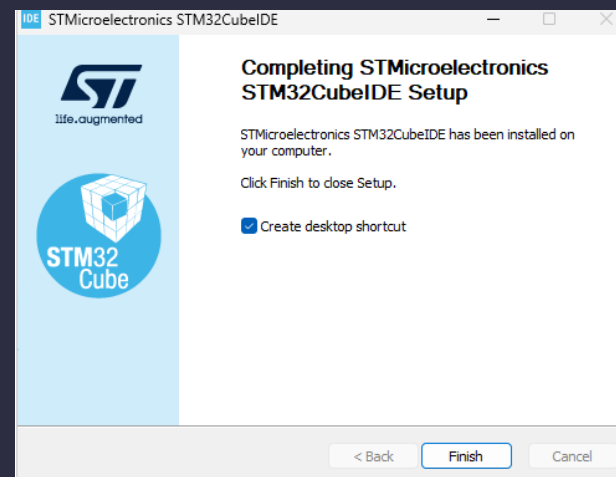 IDE STMicroelectronics STM32CubeIDE
ST
life.augmented
STM32
Cube
Completing STMicroelectronics
STM32CubeIDE Setup
STMicroelectronics STM32CubeIDE has been installed on
your computer.
Click Finish to close Setup.
Create desktop shortcut
< Back Finish Cancel